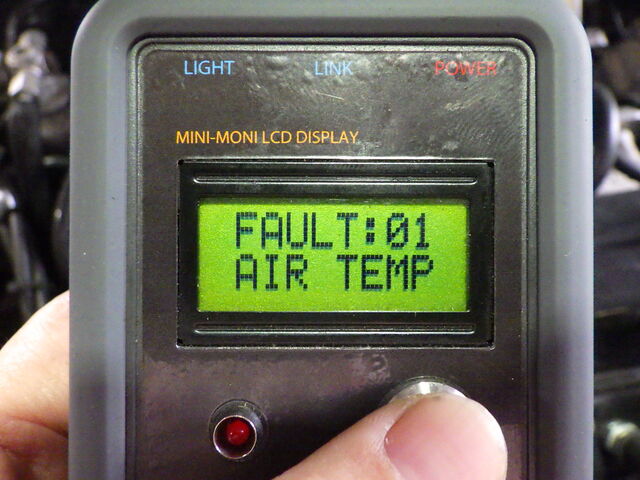 LIGHT LINK POWER
MINI-MONI LCD DISPLAY
FAULT:01
AIR TEMP